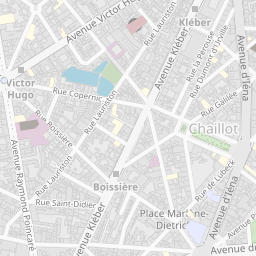 Kléber
Avenue Victor Hu
Rue Lauriston
Avenue Kléber
Rue la Pérouse
Rue Dumont d'Urville
Avenue d'Iéna
Victor
Hugo
Rue Copernic
Rue Lauriston
Rue Galilée
Chaillot
Rue Boissière
Rue Lauriston
Avenue Raymond Poincaré
Boissière
Rue de Lubeck
Avenue d'Iéna
Rue Saint-Didier
Avenue Kléber
Place Marlène-
Dietrich
Avenue du